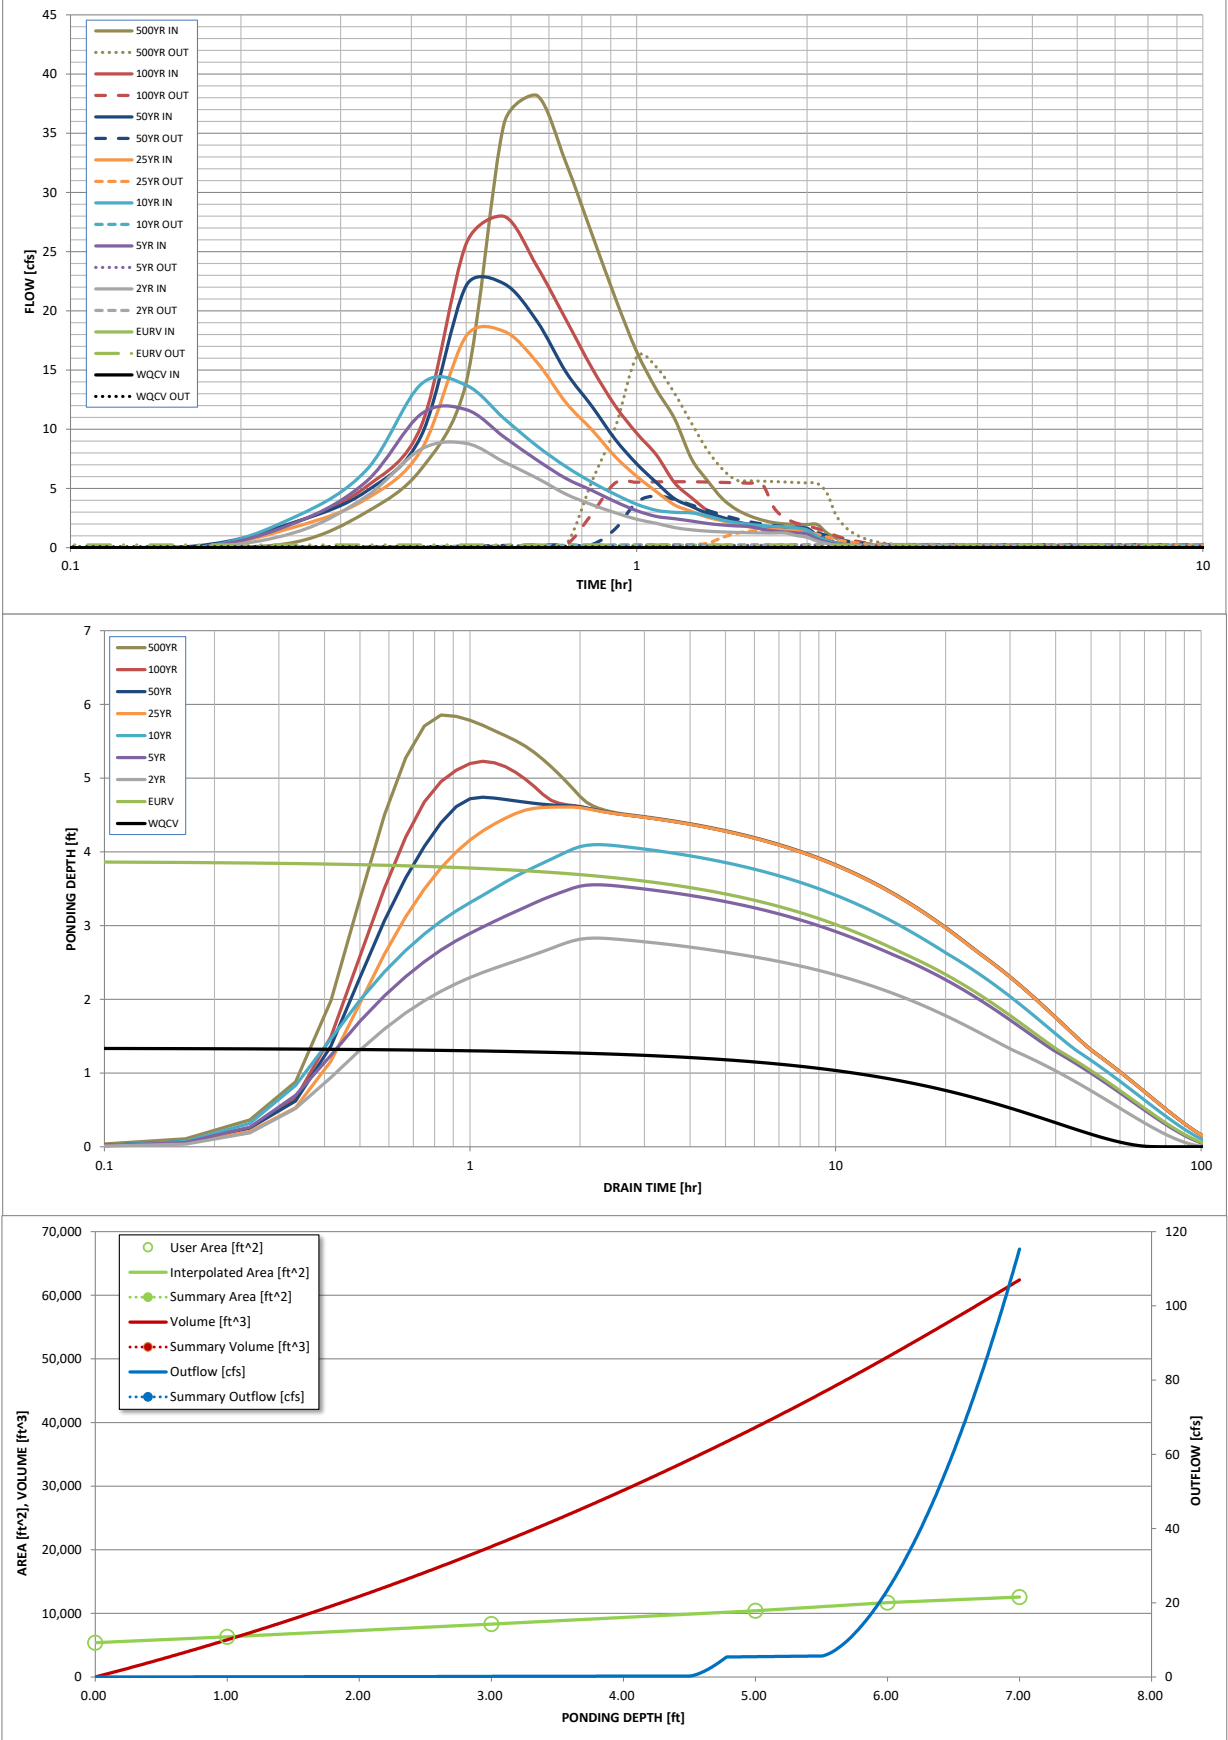 45
40
35
30
25
20
15
10
5
0
FLOW [cfs]
500YR IN
500YR OUT
100YR IN
100YR OUT
50YR IN
50YR OUT
25YR IN
25YR OUT
10YR IN
10YR OUT
5YR IN
5YR OUT
2YR IN
2YR OUT
EURV IN
EURV OUT
WQCV IN
WQCV OUT
0.1 1 10
TIME [hr]
7
6
5
4
3
2
1
0
PONDING DEPTH [ft]
500YR
100YR
50YR
25YR
10YR
5YR
2YR
EURV
WQCV
0.1 1 10 100
DRAIN TIME [hr]
70,000
60,000
50,000
40,000
30,000
20,000
10,000
0
AREA [ft^2], VOLUME [ft^3]
User Area [ft^2]
Interpolated Area [ft^2]
Summary Area [ft^2]
Volume [ft^3]
Summary Volume [ft^3]
Outflow [cfs]
Summary Outflow [cfs]
120
100
80
60
40
20
0
OUTFLOW [cfs]
0.00 1.00 2.00 3.00 4.00 5.00 6.00 7.00 8.00
PONDING DEPTH [ft]